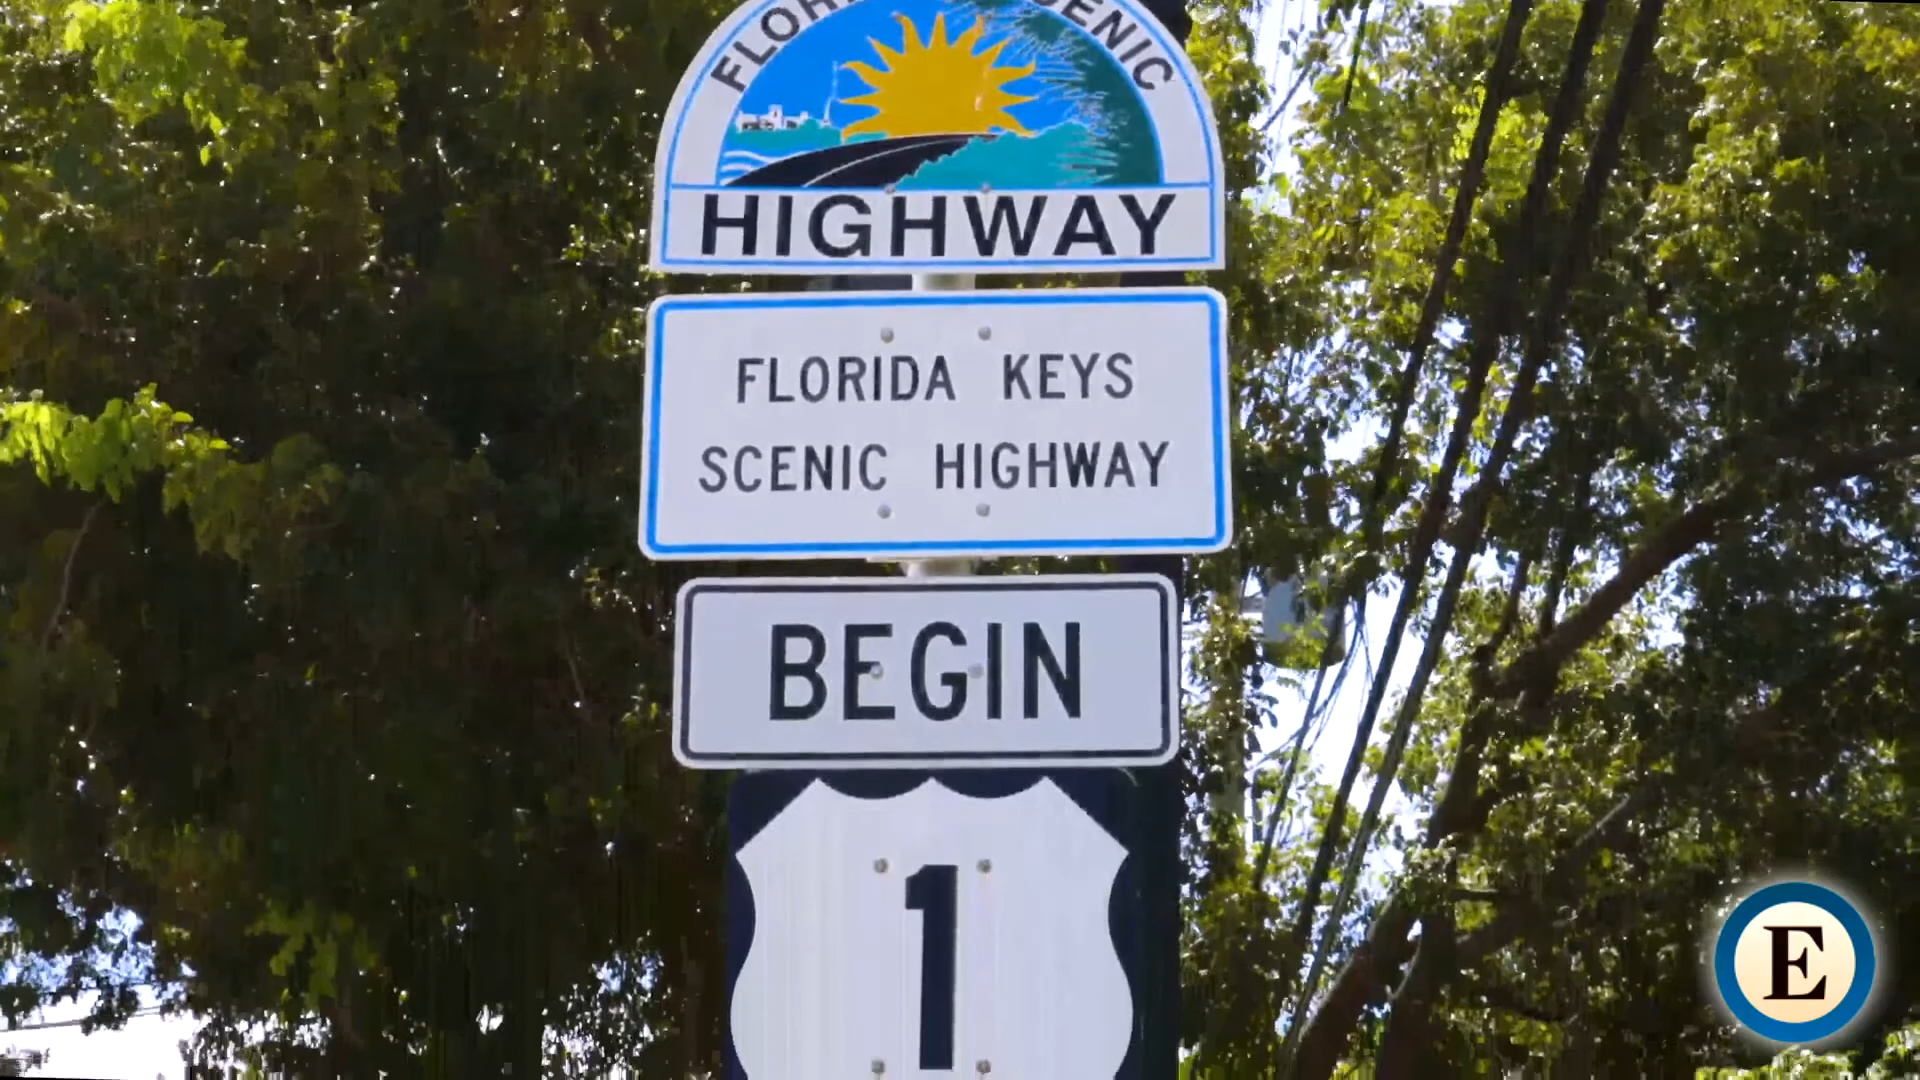 HIGHWAY
FLORIDA KEYS
SCENIC HIGHWAY
BEGIN
1
E